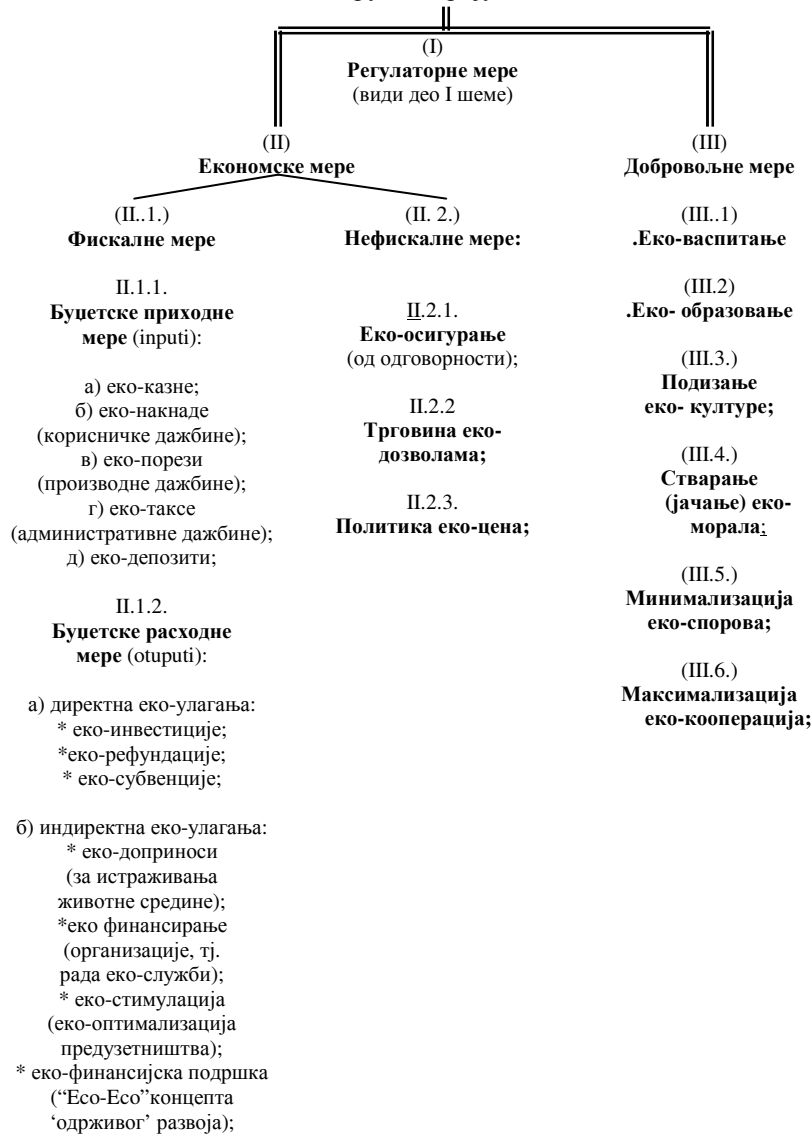 (I)
Регулаторне мере
(види део I шеме)
(II)
Економске мере
(III)
Добровољне мере
(II..1.)
Фискалне мере
II.1.1.
Буџетске приходне
мере (inputi):
а) еко-казне;
б) еко-накнаде
(корисничке дажбине);
в) еко-порези
(производне дажбине);
г) еко-таксе
(административне дажбине);
д) еко-депозити;
II.1.2.
Буџетске расходне
мере (otuputi):
а) директна еко-улагања:
* еко-инвестиције;
*еко-рефундације;
* еко-субвенције;
б) индиректна еко-улагања:
* еко-доприноси
(за истраживања
животне средине);
*еко финансирање
(организације, тј.
рада еко-служби);
* еко-стимулација
(еко-оптимализација
предузетништва);
* еко-финансијска подршка
(“Eco-Eco”концепта
‘одрживог’ развоја);
(II. 2.)
Нефискалне мере:
II.2.1.
Еко-осигурање
(од одговорности);
II.2.2
Трговина еко-
дозволама;
II.2.3.
Политика еко-цена;
(III..1)
.Еко-васпитање
(III.2)
.Еко- образовање
(III.3.)
Подизање
еко- културе;
(III.4.)
Стварање
(јачање) еко-
морала;
(III.5.)
Минимализација
еко-спорова;
(III.6.)
Максимализација
еко-кооперација;